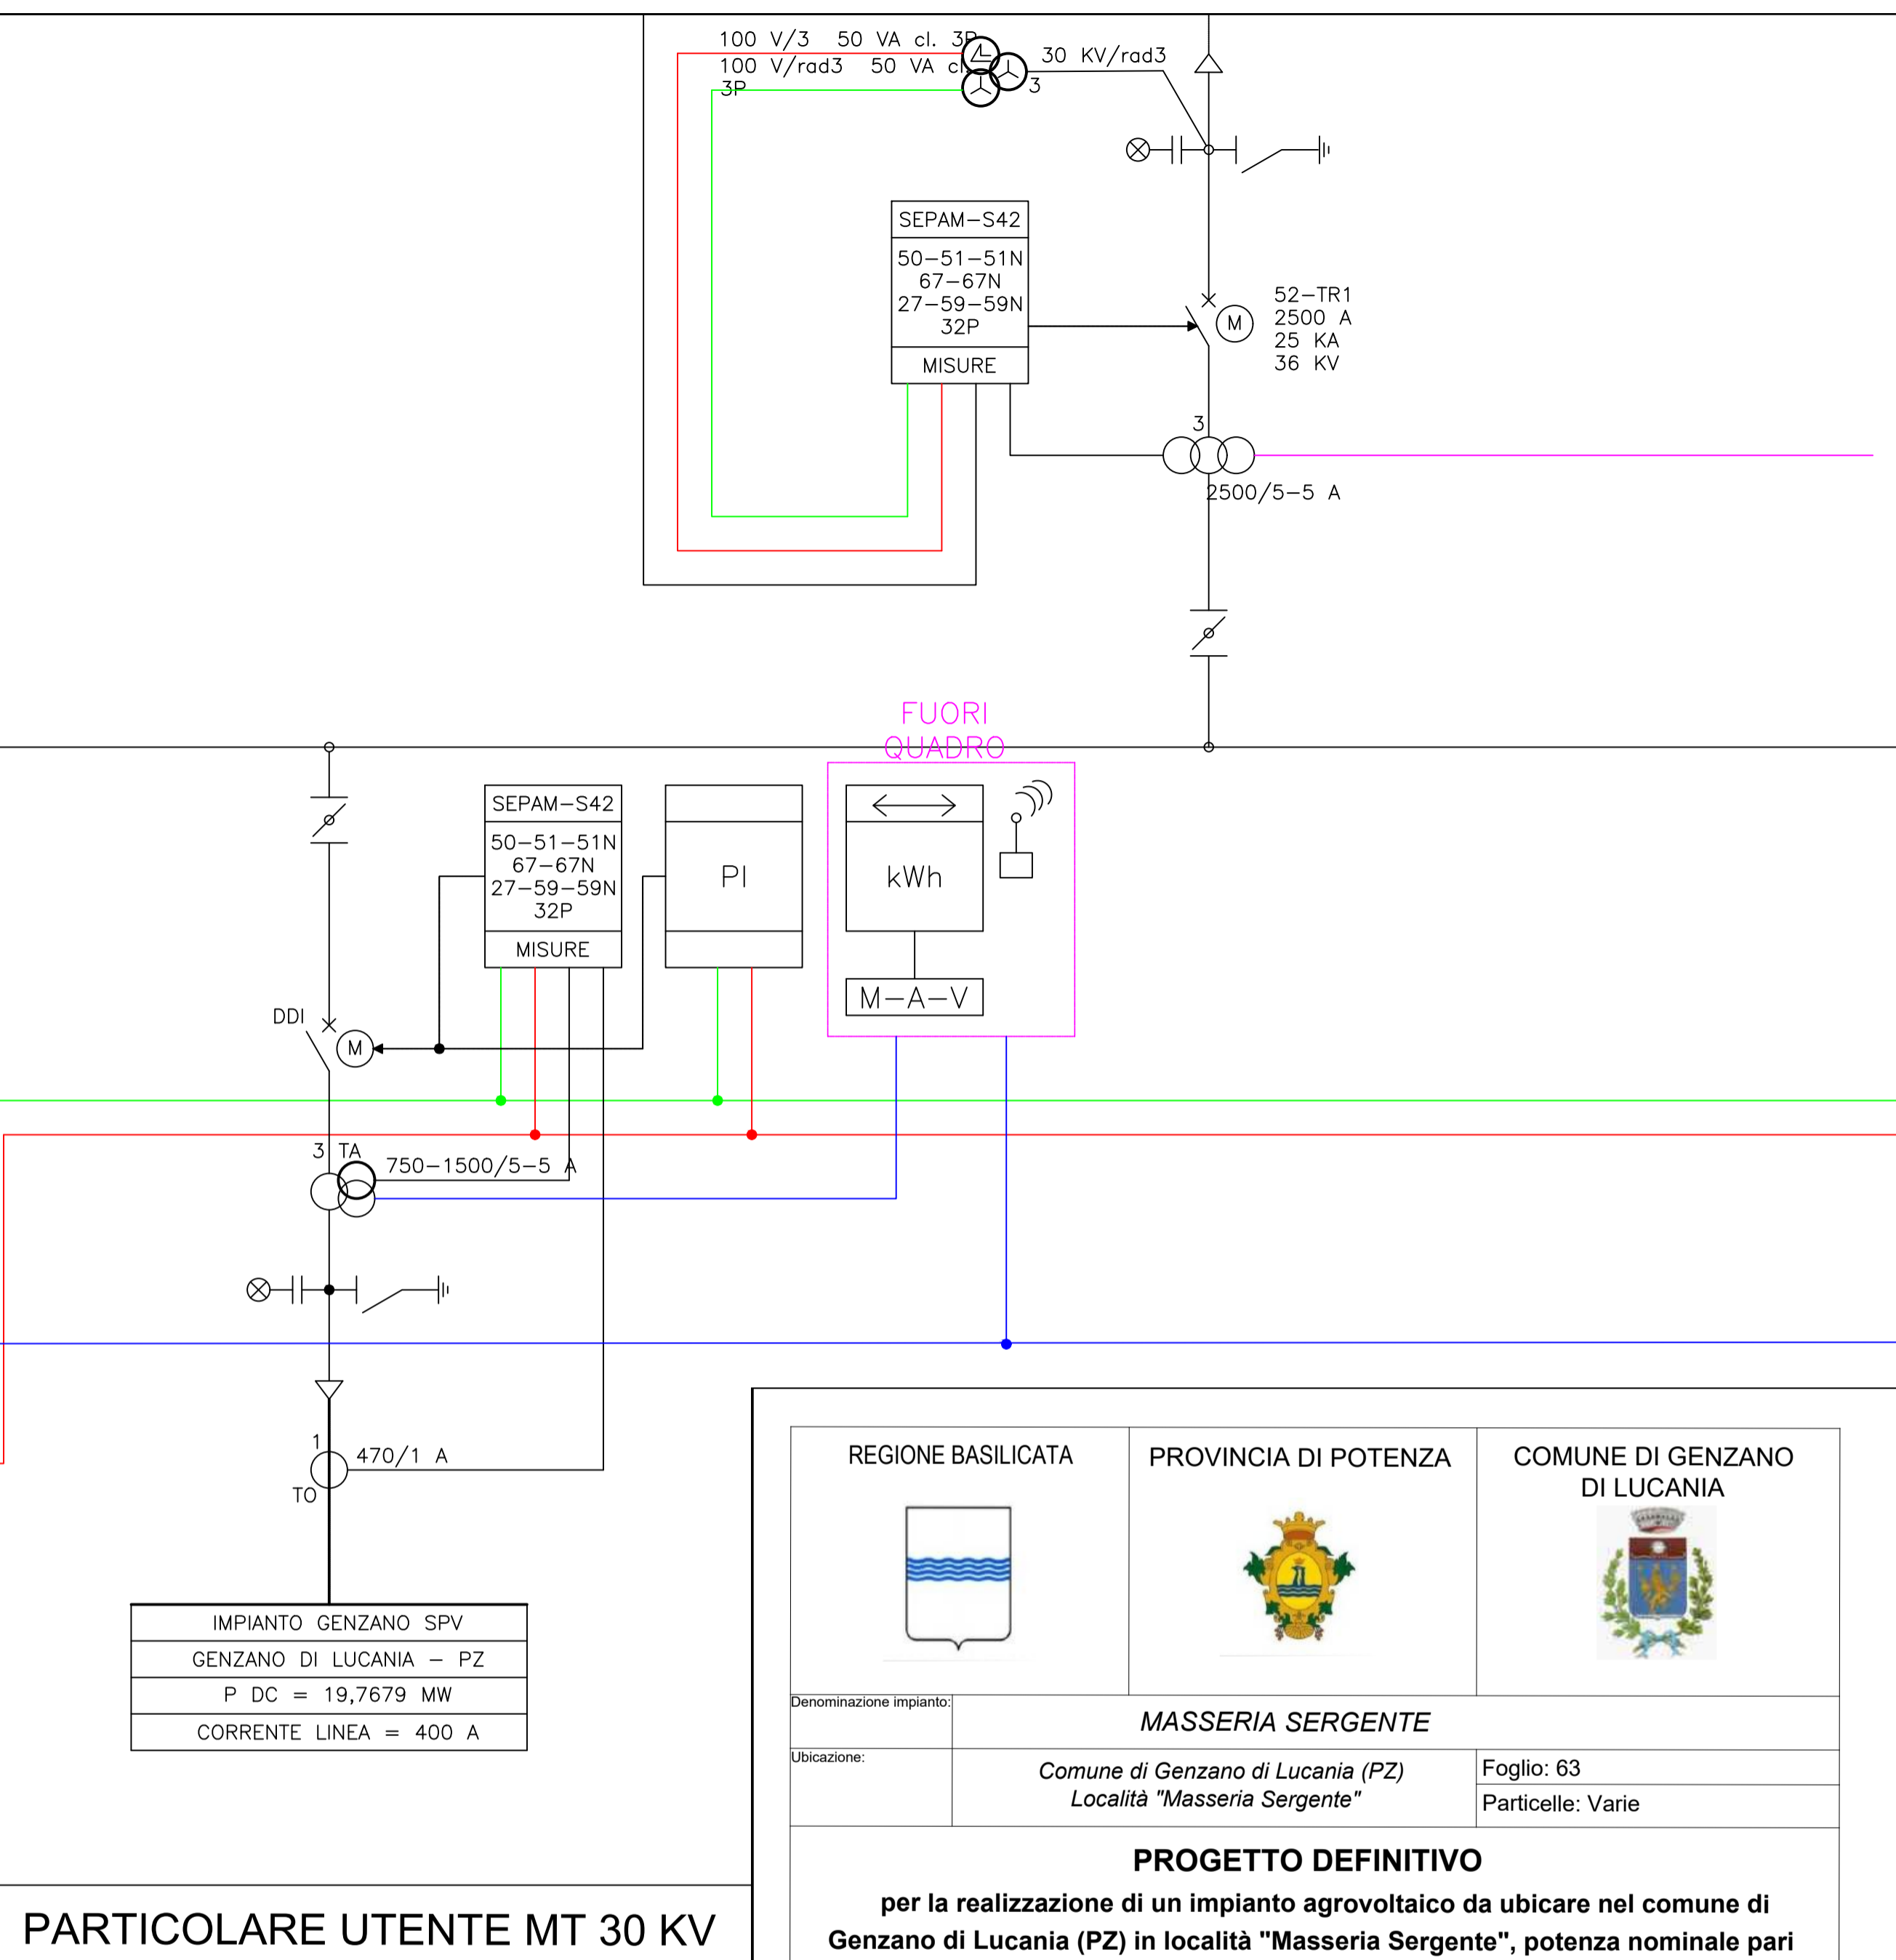 100 V/3 50 VA cl. 3P
100 V/rad3 50 VA cl.
3P
30 KV/rad3
3
SEPAM-S42
50-51-51N
67-67N
27-59-59N
32P
MISURE
M
52-TR1
2500 A
25 KA
36 KV
3
2500/5-5 A
FUORI
QUADRO
SEPAM-S42
50-51-51N
67-67N
27-59-59N
32P
MISURE
PI
kWh
M-A-V
DDI
M
3 TA
750-1500/5-5 A
1
470/1 A
TO
IMPIANTO GENZANO SPV
GENZANO DI LUCANIA - PZ
P DC = 19,7679 MW
CORRENTE LINEA = 400 A
PARTICOLARE UTENTE MT 30 KV
REGIONE BASILICATA
PROVINCIA DI POTENZA
COMUNE DI GENZANO
DI LUCANIA
Denominazione impianto:
MASSERIA SERGENTE
Ubicazione:
Comune di Genzano di Lucania (PZ)
Località "Masseria Sergente"
Foglio: 63
Particelle: Varie
PROGETTO DEFINITIVO
per la realizzazione di un impianto agrovoltaico da ubicare nel comune di
Genzano di Lucania (PZ) in località "Masseria Sergente", potenza nominale pari